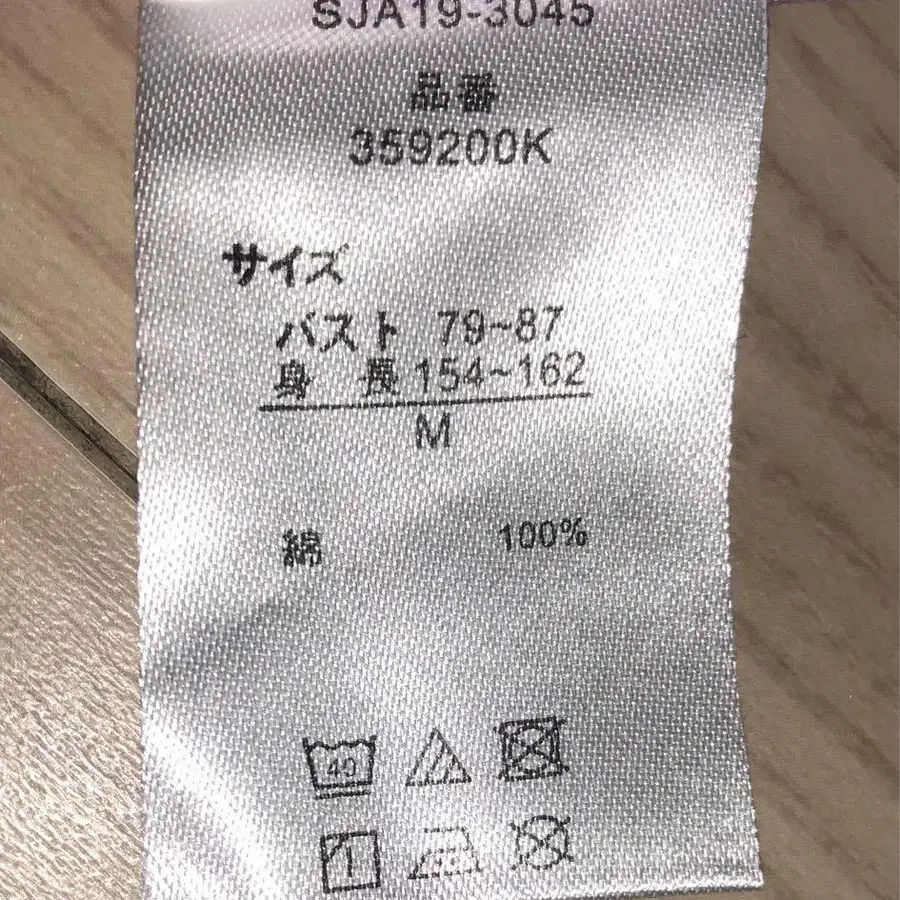 SJA19-3045
品番
359200K
サイズ
バスト 79~87
身 長 154~162
M
綿 100%
40